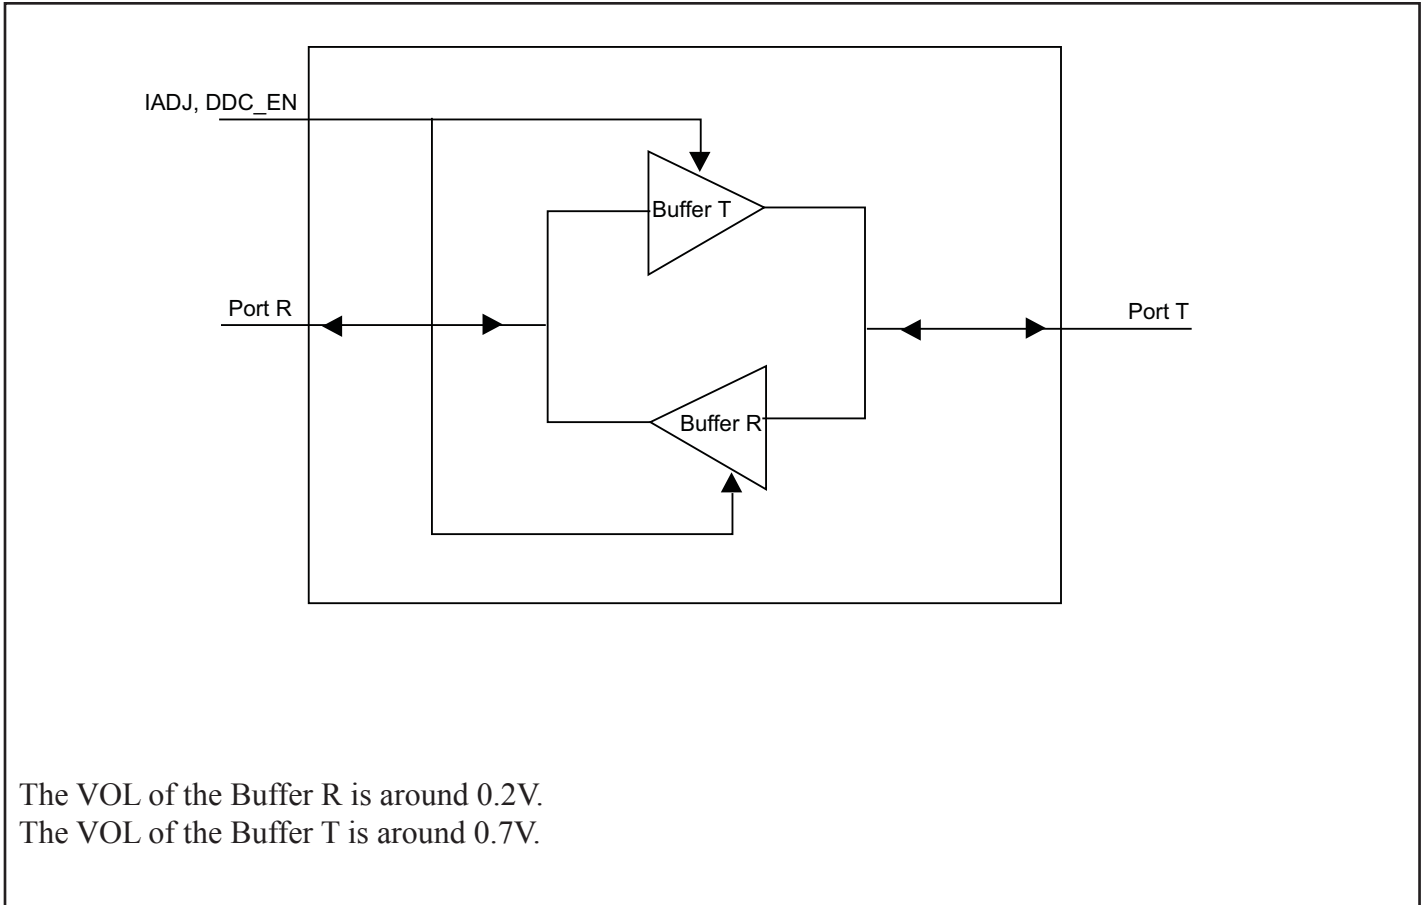 IADJ, DDC_EN
Buffer T
Port R
Port T
Buffer R
The VOL of the Buffer R is around 0.2V.
The VOL of the Buffer T is around 0.7V.